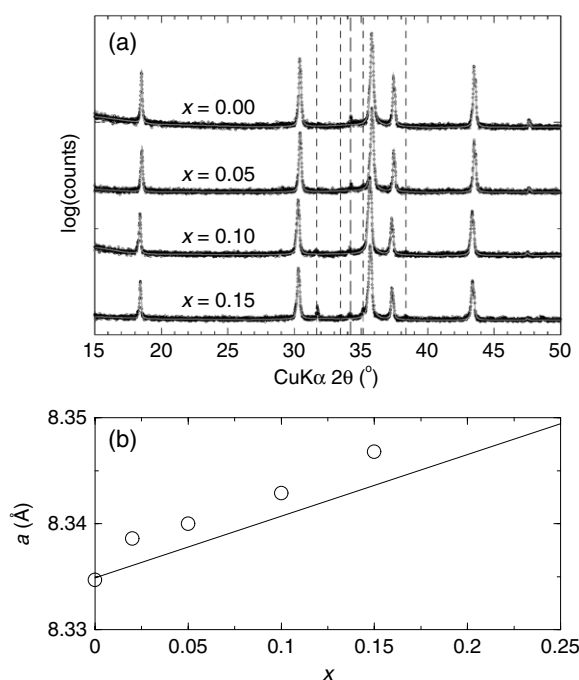 (a)
x = 0.00
x = 0.05
x = 0.10
x = 0.15
log(counts)
15 20 25 30 35 40 45 50
CuKα 2θ (°)
(b)
8.35
8.34
8.33
a (Å)
0 0.05 0.1 0.15 0.2 0.25
x